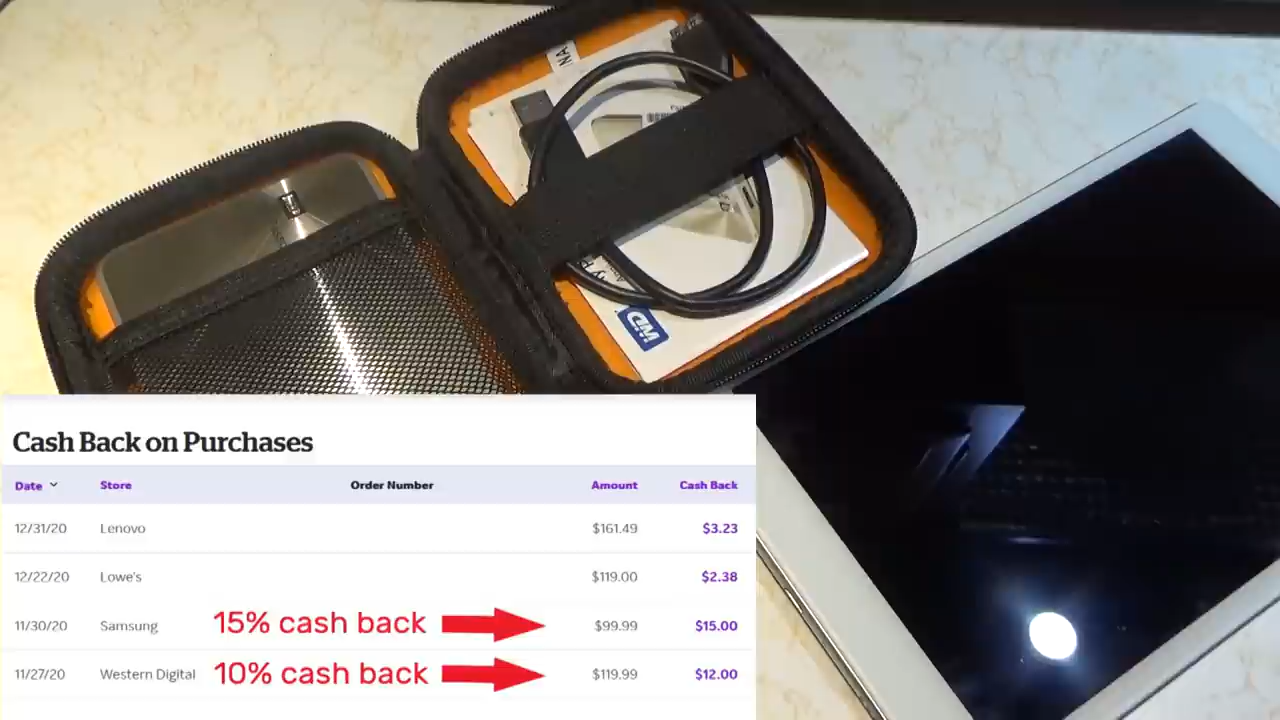 NA
WD
Cash Back on Purchases
Date Store Order Number Amount Cash Back
12/31/20 Lenovo $161.49 $3.23
12/22/20 Lowe's $119.00 $2.38
11/30/20 Samsung 15% cash back $99.99 $15.00
11/27/20 Western Digital 10% cash back $119.99 $12.00